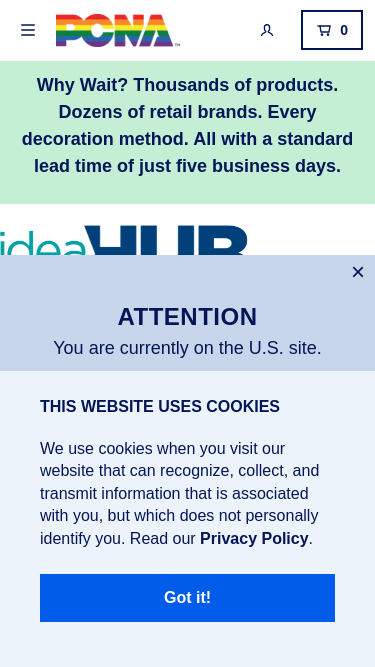 PCNA
TM
0
Why Wait? Thousands of products.
Dozens of retail brands. Every
decoration method. All with a standard
lead time of just five business days.
ideaHUB
ATTENTION
You are currently on the U.S. site.
THIS WEBSITE USES COOKIES
We use cookies when you visit our
website that can recognize, collect, and
transmit information that is associated
with you, but which does not personally
identify you. Read our Privacy Policy.
Got it!